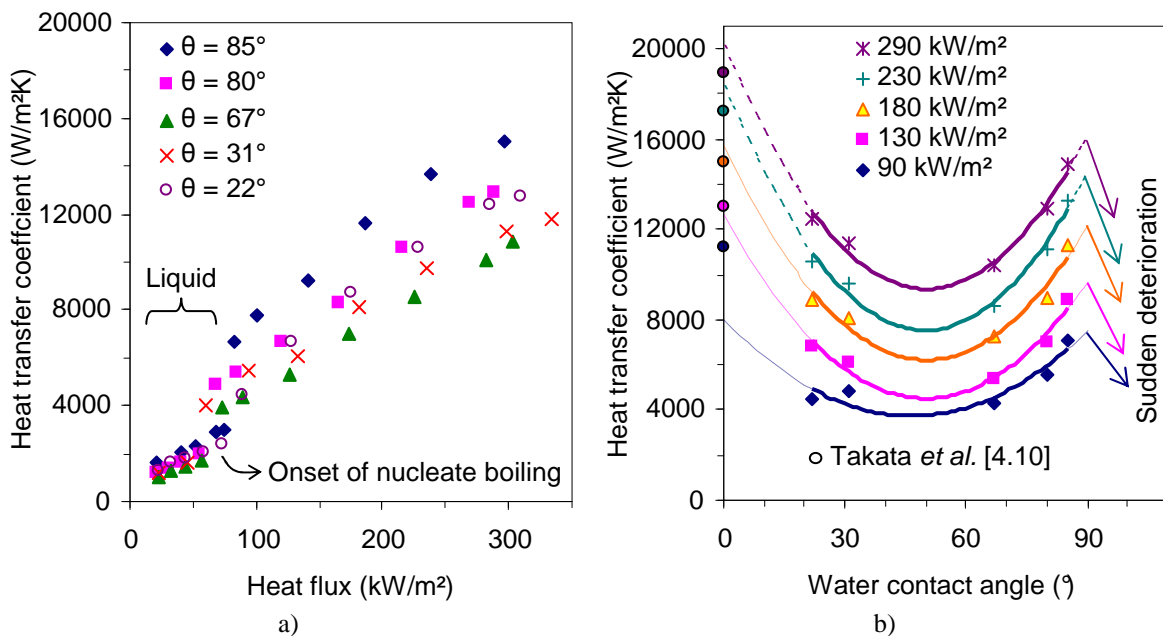 20000
16000
12000
8000
4000
0
0
100
200
300
Heat transfer coefficient (W/m²K)
Heat flux (kW/m²)
θ = 85°
θ = 80°
θ = 67°
θ = 31°
θ = 22°
Liquid
Onset of nucleate boiling
a)
20000
16000
12000
8000
4000
0
0
30
60
90
Heat transfer coefficient (W/m²K)
Water contact angle (°)
290 kW/m²
230 kW/m²
180 kW/m²
130 kW/m²
90 kW/m²
Takata et al. [4.10]
Sudden deterioration
b)